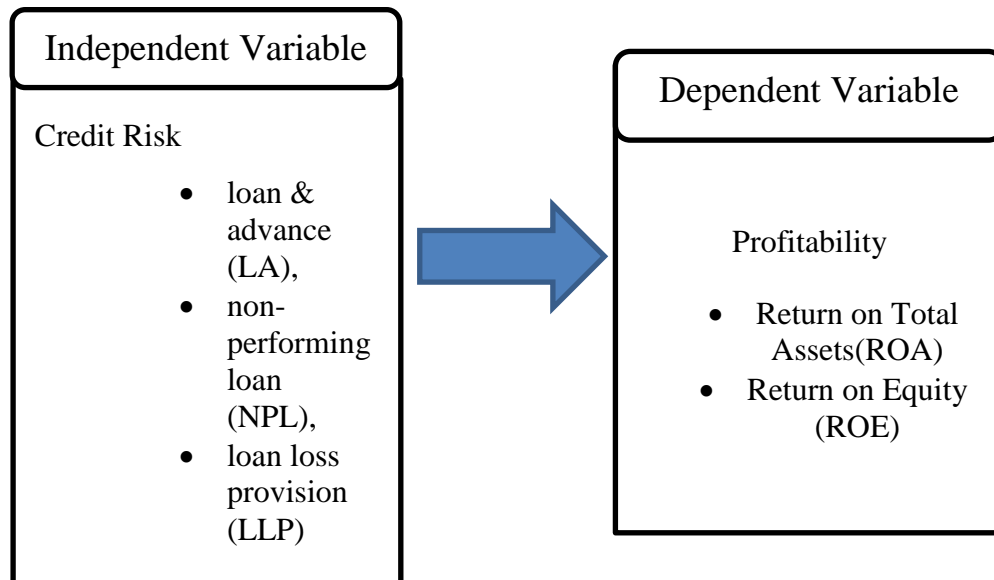 Independent Variable
Credit Risk
• loan &
advance
(LA),
• non-
performing
loan
(NPL),
• loan loss
provision
(LLP)
Dependent Variable
Profitability
• Return on Total
Assets(ROA)
• Return on Equity
(ROE)